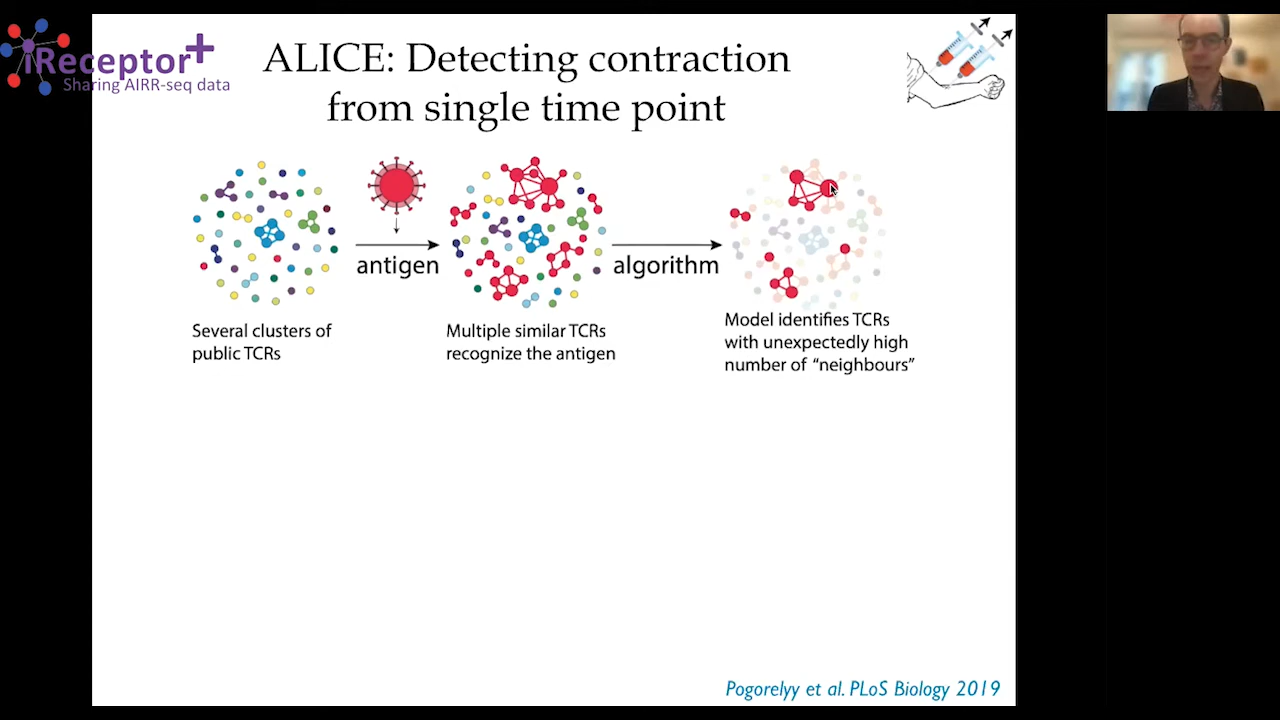 iReceptor+
Sharing AIRR-seq data
ALICE: Detecting contraction
from single time point
antigen
algorithm
Several clusters of
public TCRs
Multiple similar TCRs
recognize the antigen
Model identifies TCRs
with unexpectedly high
number of “neighbours”
Pogorelyy et al. PLoS Biology 2019